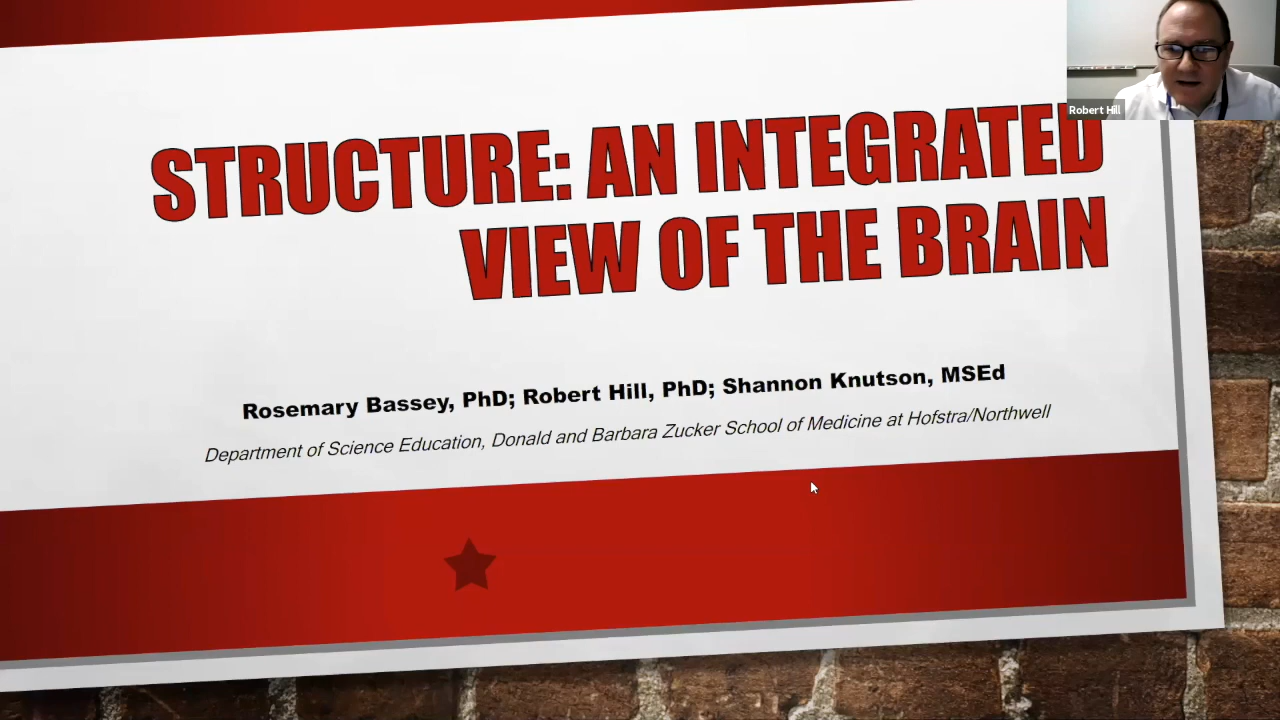 Robert Hill
STRUCTURE: AN INTEGRATED
VIEW OF THE BRAIN
Rosemary Bassey, PhD; Robert Hill, PhD; Shannon Knutson, MSEd
Department of Science Education, Donald and Barbara Zucker School of Medicine at Hofstra/Northwell